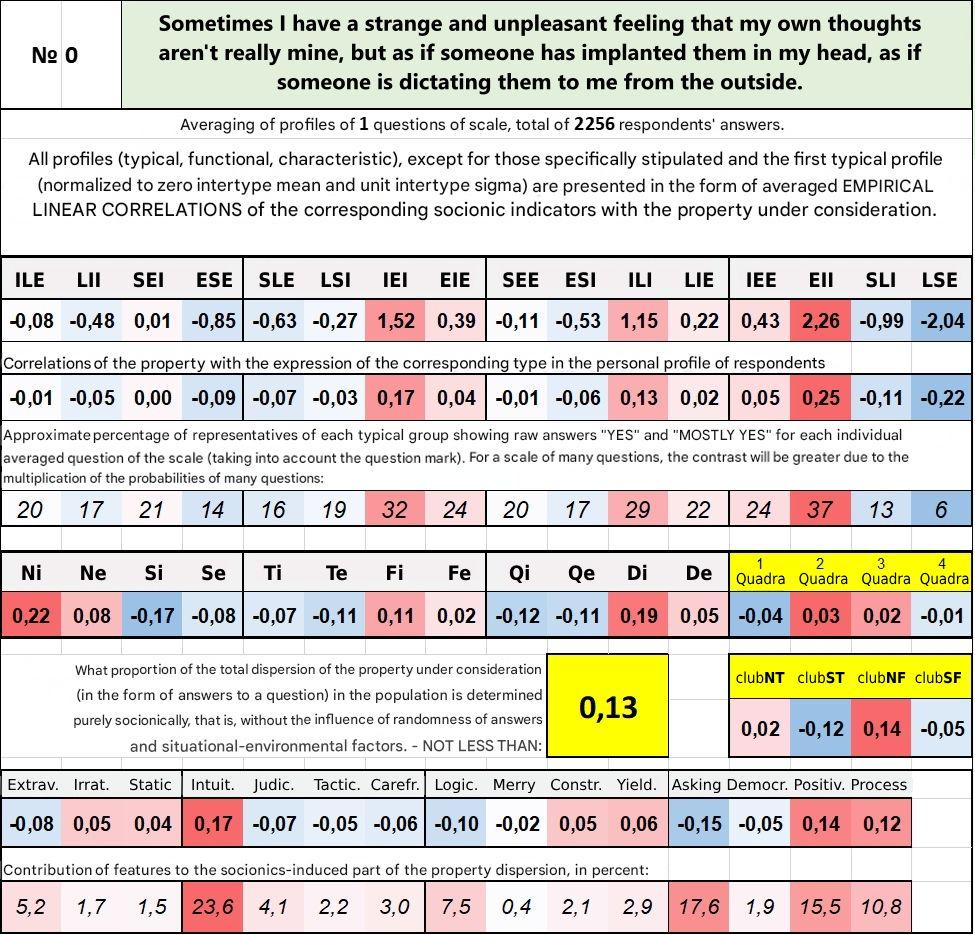 № 0
Sometimes I have a strange and unpleasant feeling that my own thoughts
aren't really mine, but as if someone has implanted them in my head, as if
someone is dictating them to me from the outside.
Averaging of profiles of 1 questions of scale, total of 2256 respondents' answers.
All profiles (typical, functional, characteristic), except for those specifically stipulated and the first typical profile
(normalized to zero intertype mean and unit intertype sigma) are presented in the form of averaged EMPIRICAL
LINEAR CORRELATIONS of the corresponding socionic indicators with the property under consideration.
ILE LII SEI ESE SLE LSI IEI EIE SEE ESI ILI LIE IEE EII SLI LSE
-0,08 -0,48 0,01 -0,85 -0,63 -0,27 1,52 0,39 -0,11 -0,53 1,15 0,22 0,43 2,26 -0,99 -2,04
Correlations of the property with the expression of the corresponding type in the personal profile of respondents
-0,01 -0,05 0,00 -0,09 -0,07 -0,03 0,17 0,04 -0,01 -0,06 0,13 0,02 0,05 0,25 -0,11 -0,22
Approximate percentage of representatives of each typical group showing raw answers "YES" and "MOSTLY YES" for each individual
averaged question of the scale (taking into account the question mark). For a scale of many questions, the contrast will be greater due to the
multiplication of the probabilities of many questions:
20 17 21 14 16 19 32 24 20 17 29 22 24 37 13 6
Ni Ne Si Se Ti Te Fi Fe Qi Qe Di De 1 Quadra 2 Quadra 3 Quadra 4 Quadra
0,22 0,08 -0,17 -0,08 -0,07 -0,11 0,11 0,02 -0,12 -0,11 0,19 0,05 -0,04 0,03 0,02 -0,01
What proportion of the total dispersion of the property under consideration
(in the form of answers to a question) in the population is determined
purely socionically, that is, without the influence of randomness of answers
and situational-environmental factors. - NOT LESS THAN:
0,13
clubNT clubST clubNF clubSF
0,02 -0,12 0,14 -0,05
Extrav. Irrat. Static Intuit. Judic. Tactic. Carefr. Logic. Merry Constr. Yield. Asking Democr. Positiv. Process
-0,08 0,05 0,04 0,17 -0,07 -0,05 -0,06 -0,10 -0,02 0,05 0,06 -0,15 -0,05 0,14 0,12
Contribution of features to the socionics-induced part of the property dispersion, in percent:
5,2 1,7 1,5 23,6 4,1 2,2 3,0 7,5 0,4 2,1 2,9 17,6 1,9 15,5 10,8